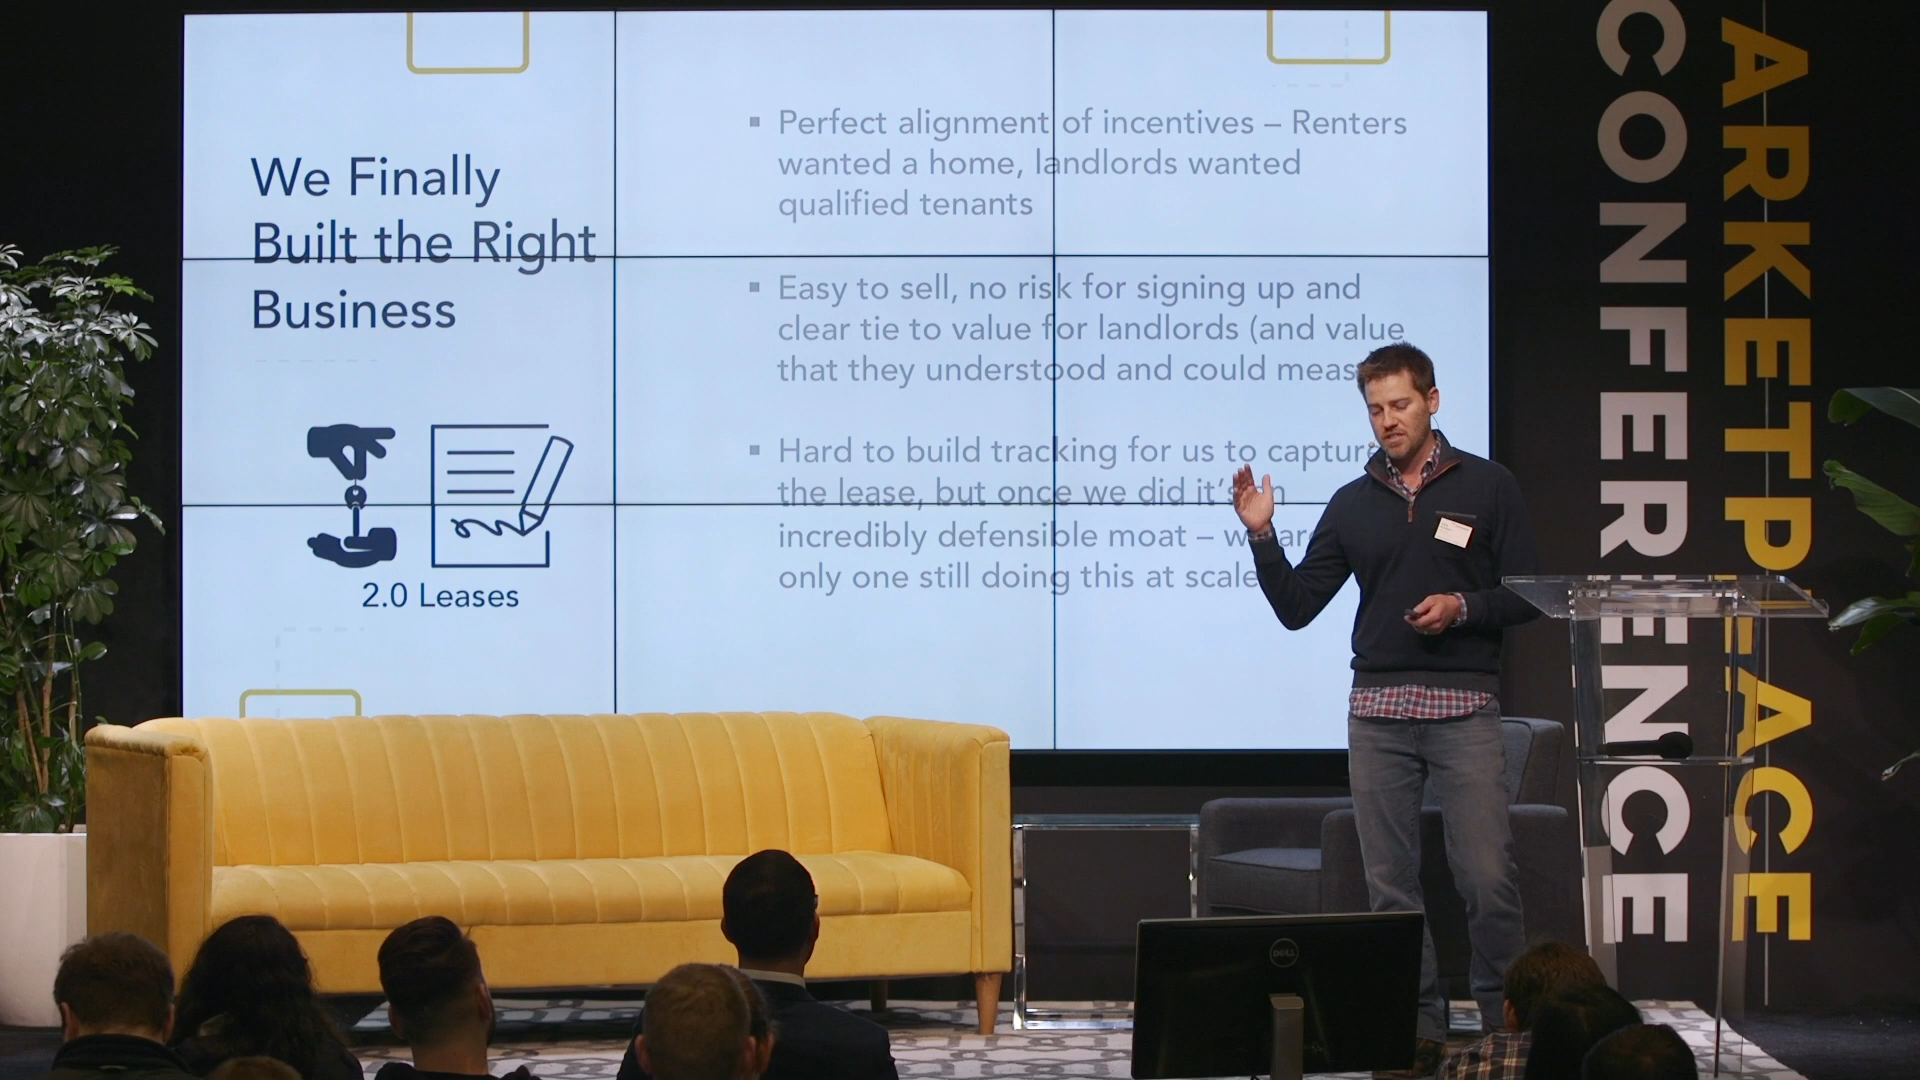 We Finally
Built the Right
Business
2.0 Leases
▪ Perfect alignment of incentives – Renters
wanted a home, landlords wanted
qualified tenants
▪ Easy to sell, no risk for signing up and
clear tie to value for landlords (and value
that they understood and could meas
▪ Hard to build tracking for us to capture
the lease, but once we did it's
incredibly defensible moat –
only one still doing this at scale
ARKETPLACE
CONFERENCE
DELL